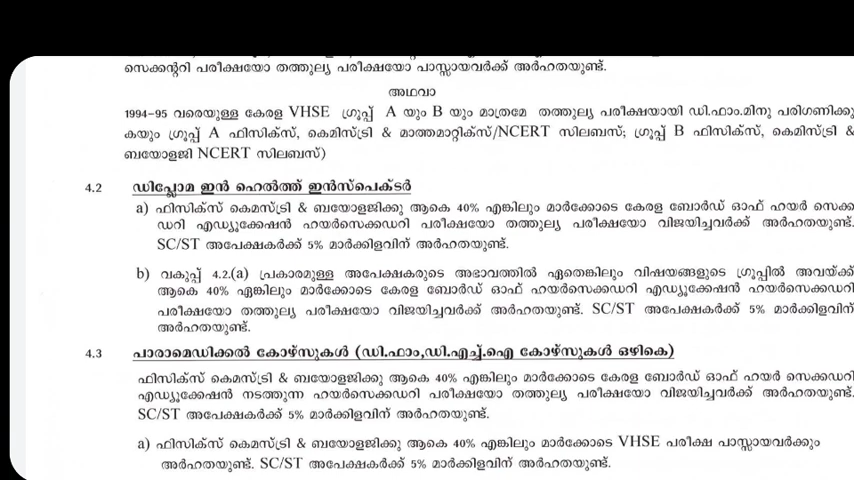 സെക്കന്ററി പരീക്ഷയോ തത്തുല്യ പരീക്ഷയോ പാസ്സായവർക്ക് അർഹതയുണ്ട്.
അഥവാ
1994-95 വരെയുള്ള കേരള VHSE ഗ്രൂപ്പ് A യും B യും മാത്രമേ തത്തുല്യ പരീക്ഷയായി ഡി.ഫാം.മിനു പരിഗണിക്കു
കയും ഗ്രൂപ്പ് A ഫിസിക്സ്, കെമിസ്ട്രി & മാത്തമാറ്റിക്സ്/NCERT സിലബസ്; ഗ്രൂപ്പ് B ഫിസിക്സ്, കെമിസ്ട്രി &
ബയോളജി NCERT സിലബസ്)
4.2 ഡിപ്ലോമ ഇൻ ഹെൽത്ത് ഇൻസ്പെക്ടർ
a) ഫിസിക്സ് കെമസ്ട്രി & ബയോളജിക്കു ആകെ 40% എങ്കിലും മാർക്കോടെ കേരള ബോർഡ് ഓഫ് ഹയർ സെക്ക
ഡറി എഡ്യൂക്കേഷൻ ഹയർസെക്കഡറി പരീക്ഷയോ തത്തുല്യ പരീക്ഷയോ വിജയിച്ചവർക്ക് അർഹതയുണ്ട്.
SC/ST അപേക്ഷകർക്ക് 5% മാർക്കിളവിന് അർഹതയുണ്ട്.
b) വകുപ്പ് 4.2.(a) പ്രകാരമുള്ള അപേക്ഷകരുടെ അഭാവത്തിൽ ഏതെങ്കിലും വിഷയങ്ങളുടെ ഗ്രൂപ്പിൽ അവയ്ക്ക്
ആകെ 40% ഏങ്കിലും മാർക്കോടെ കേരള ബോർഡ് ഓഫ് ഹയർസെക്കഡറി എഡ്യൂക്കേഷൻ ഹയർസെക്കഡറി
പരീക്ഷയോ തത്തുല്യ പരീക്ഷയോ വിജയിച്ചവർക്ക് അർഹതയുണ്ട്. SC/ST അപേക്ഷകർക്ക് 5% മാർക്കിളവിന്
അർഹതയുണ്ട്.
4.3 പാരാമെഡിക്കൽ കോഴ്സുകൾ (ഡി.ഫാം,ഡി.എച്ച്.ഐ കോഴ്സുകൾ ഒഴികെ)
ഫിസിക്സ് കെമസ്ട്രി & ബയോളജിക്കു ആകെ 40% എങ്കിലും മാർക്കോടെ കേരള ബോർഡ് ഓഫ് ഹയർ സെക്കഡറി
എഡ്യൂക്കേഷൻ നടത്തുന്ന ഹയർസെക്കഡറി പരീക്ഷയോ തത്തുല്യ പരീക്ഷയോ വിജയിച്ചവർക്ക് അർഹതയുണ്ട്.
SC/ST അപേക്ഷകർക്ക് 5% മാർക്കിളവിന് അർഹതയുണ്ട്.
a) ഫിസിക്സ് കെമസ്ട്രി & ബയോളജിക്കു ആകെ 40% എങ്കിലും മാർക്കോടെ VHSE പരീക്ഷ പാസ്സായവർക്കും
അർഹതയുണ്ട്. SC/ST അപേക്ഷകർക്ക് 5% മാർക്കിളവിന് അർഹതയുണ്ട്.